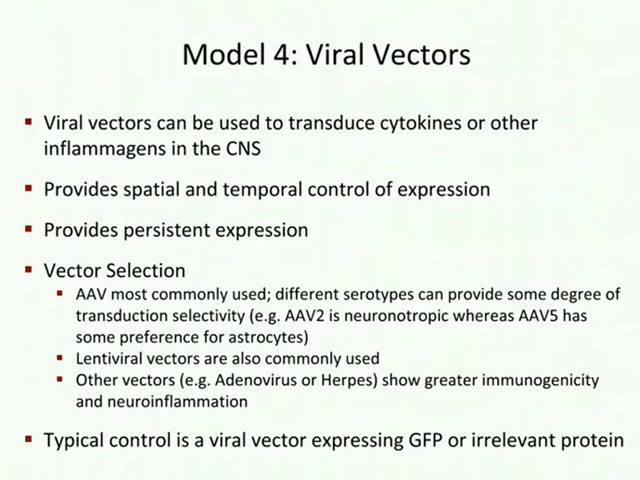 Model 4: Viral Vectors
▪ Viral vectors can be used to transduce cytokines or other
inflammagens in the CNS
▪ Provides spatial and temporal control of expression
▪ Provides persistent expression
▪ Vector Selection
▪ AAV most commonly used; different serotypes can provide some degree of
transduction selectivity (e.g. AAV2 is neuronotropic whereas AAV5 has
some preference for astrocytes)
▪ Lentiviral vectors are also commonly used
▪ Other vectors (e.g. Adenovirus or Herpes) show greater immunogenicity
and neuroinflammation
▪ Typical control is a viral vector expressing GFP or irrelevant protein